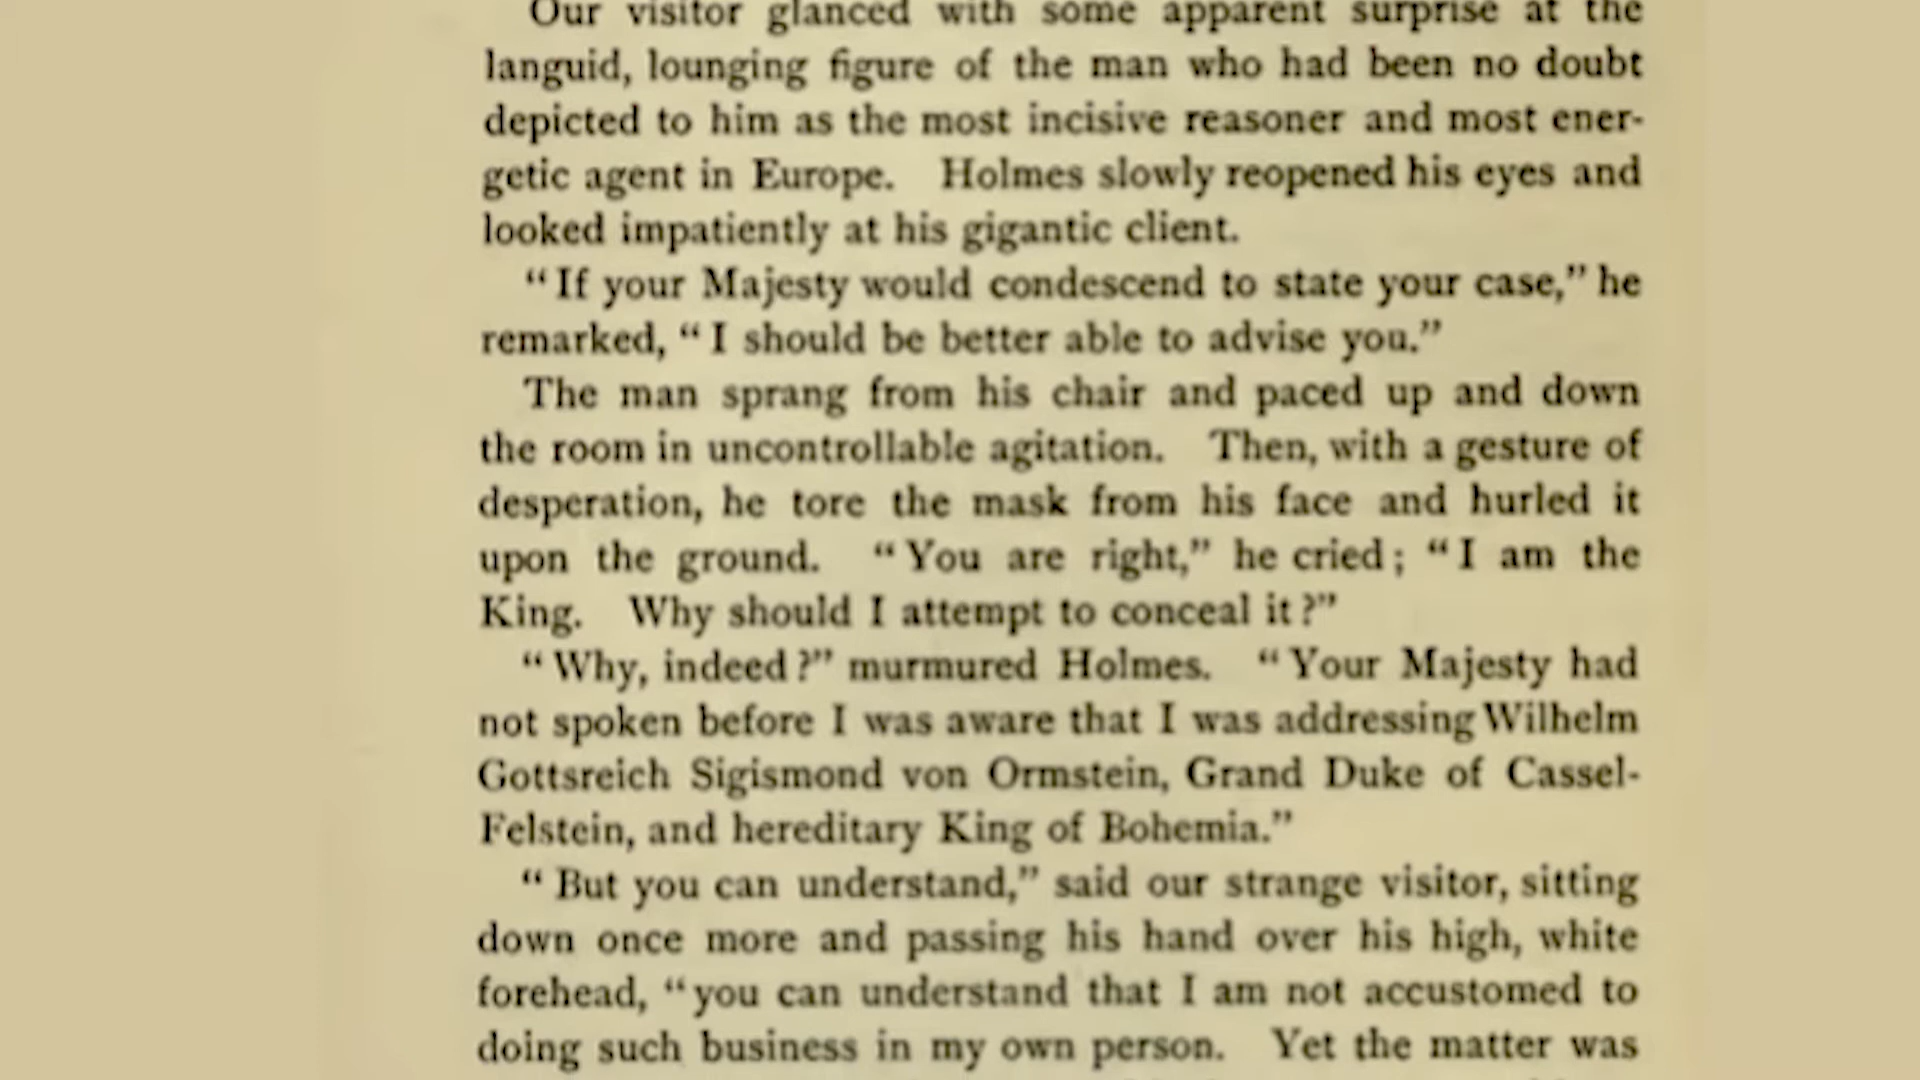 Our visitor glanced with some apparent surprise at the
languid, lounging figure of the man who had been no doubt
depicted to him as the most incisive reasoner and most ener-
getic agent in Europe. Holmes slowly reopened his eyes and
looked impatiently at his gigantic client.
“If your Majesty would condescend to state your case,” he
remarked, “I should be better able to advise you.”
The man sprang from his chair and paced up and down
the room in uncontrollable agitation. Then, with a gesture of
desperation, he tore the mask from his face and hurled it
upon the ground. “You are right,” he cried; “I am the
King. Why should I attempt to conceal it?”
“Why, indeed?” murmured Holmes. “Your Majesty had
not spoken before I was aware that I was addressing Wilhelm
Gottsreich Sigismond von Ormstein, Grand Duke of Cassel-
Felstein, and hereditary King of Bohemia.”
“But you can understand,” said our strange visitor, sitting
down once more and passing his hand over his high, white
forehead, “you can understand that I am not accustomed to
doing such business in my own person. Yet the matter was